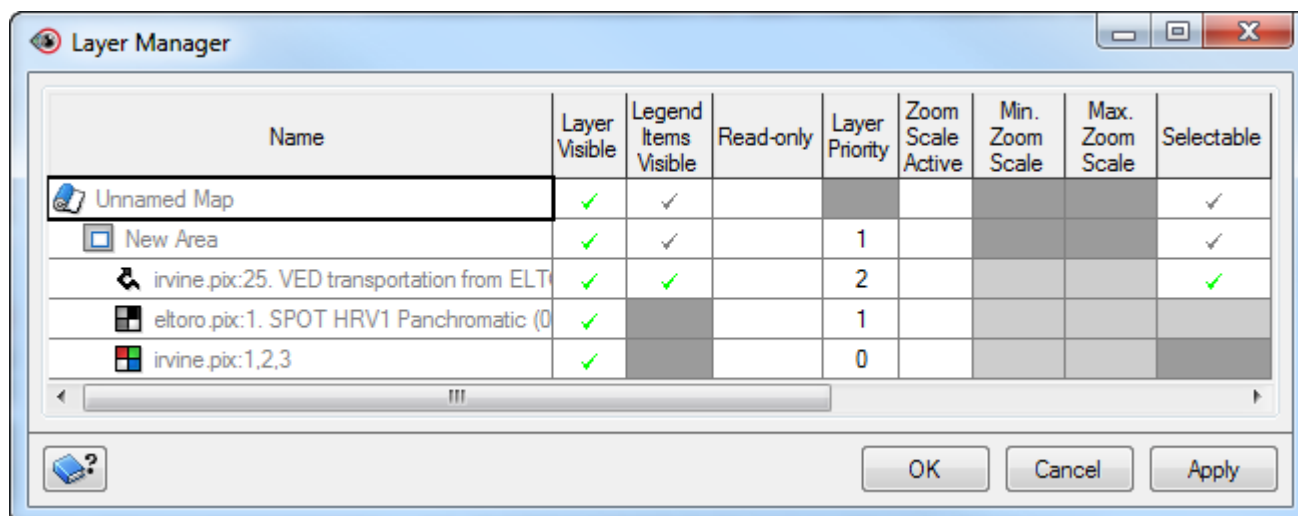 Layer Manager
Name
Layer Visible
Legend Items Visible
Read-only
Layer Priority
Zoom Scale Active
Min. Zoom Scale
Max. Zoom Scale
Selectable
Unnamed Map
New Area 1
irvine.pix:25. VED transportation from ELT 2
eltoro.pix:1. SPOT HRV1 Panchromatic (0 1
irvine.pix:1,2,3 0
OK Cancel Apply